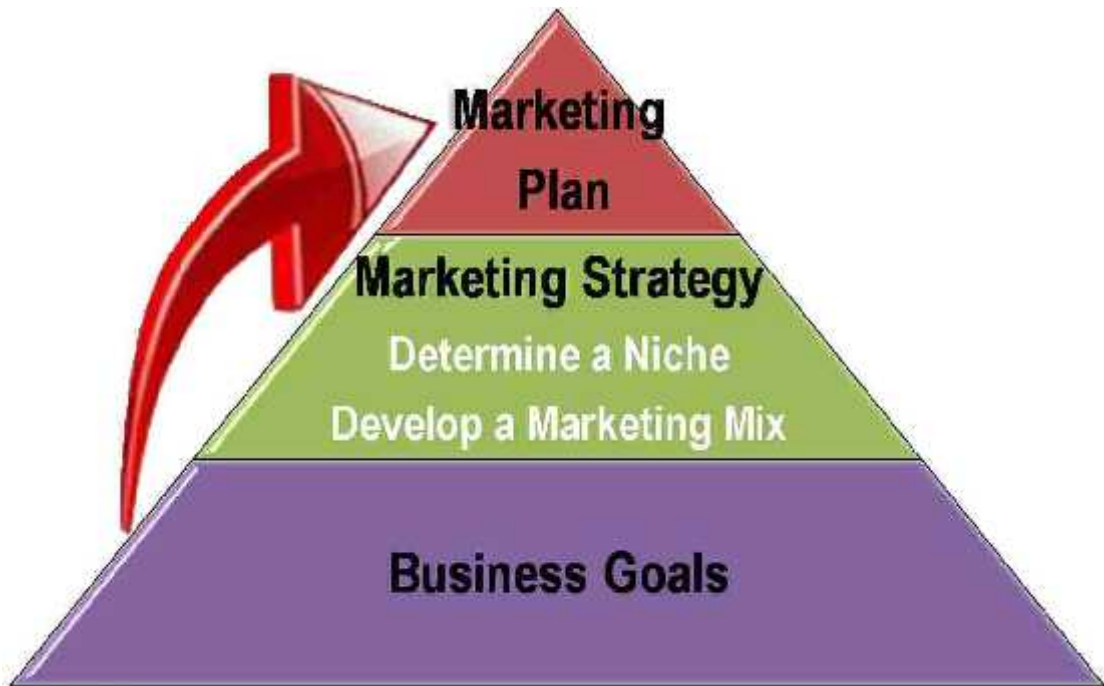 Marketing
Plan
Marketing Strategy
Determine a Niche
Develop a Marketing Mix
Business Goals